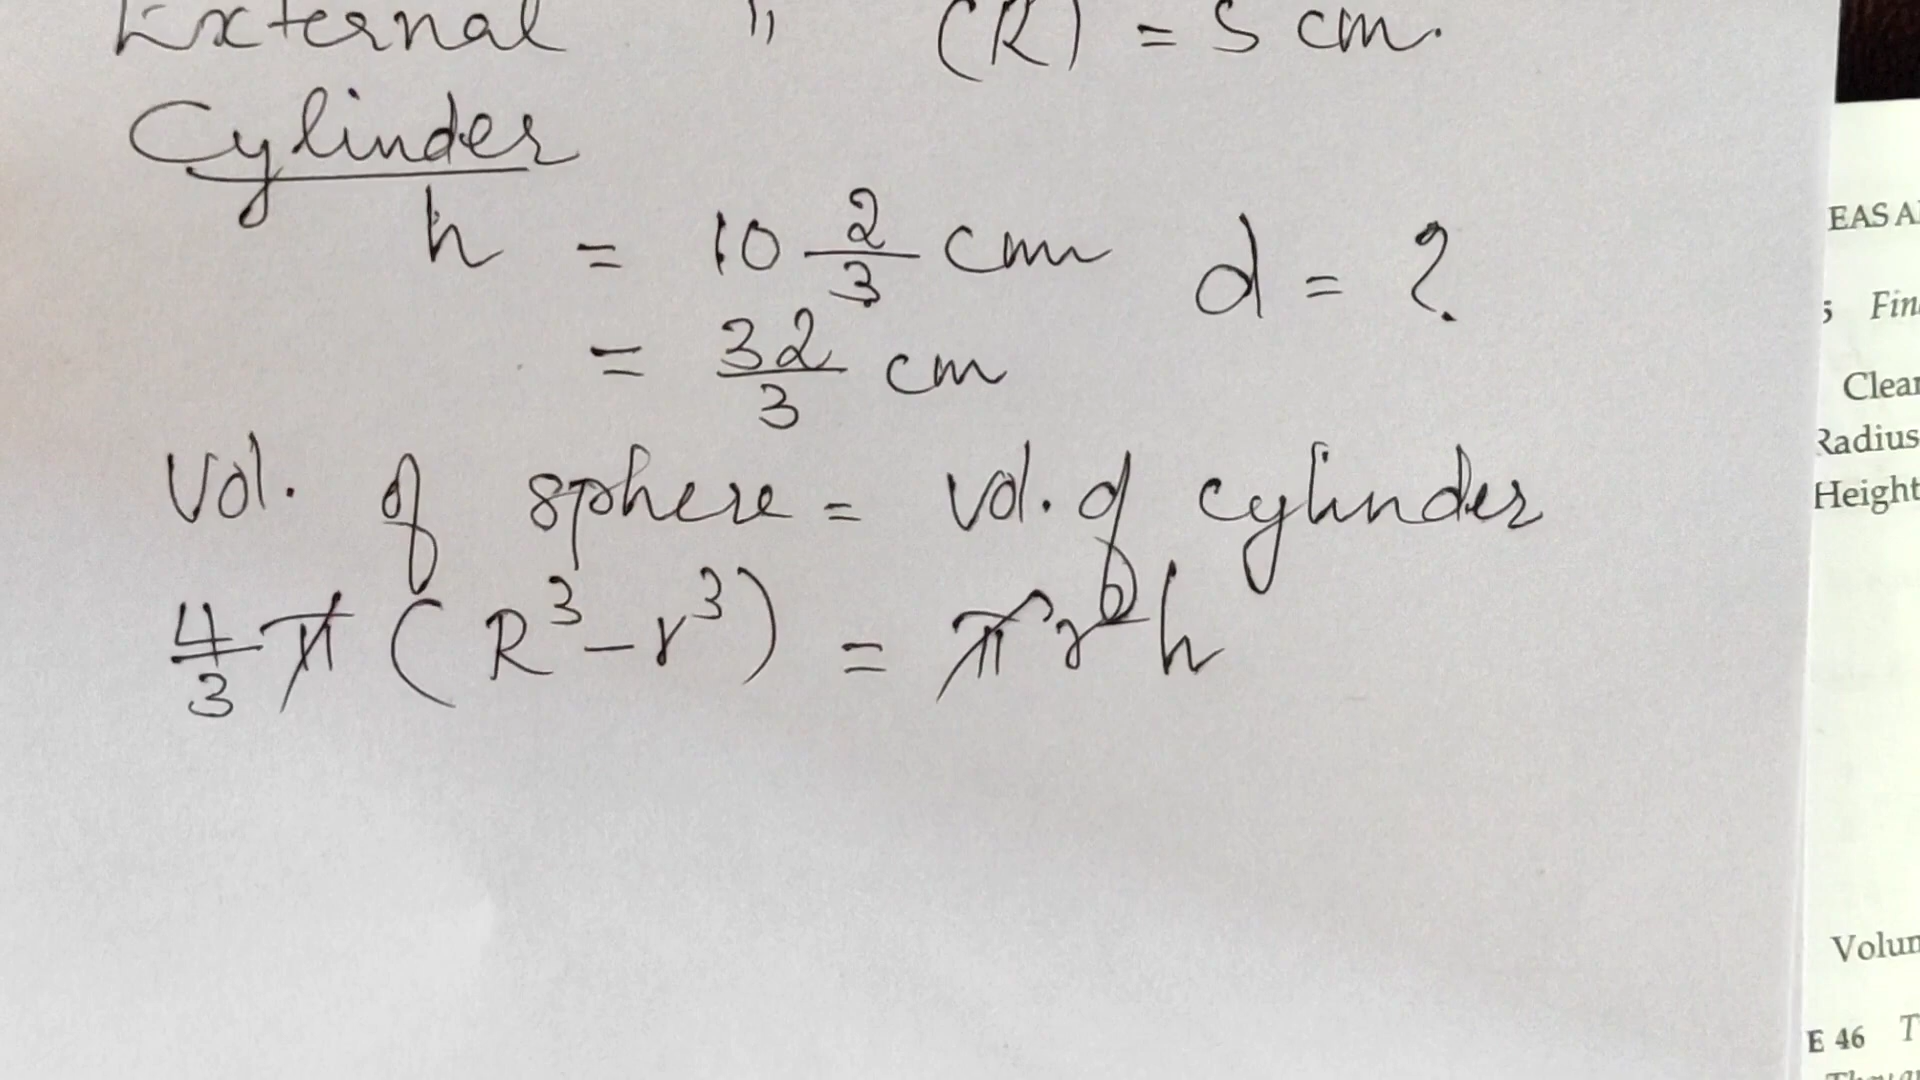 External " (R) = 5 cm.
Cylinder
h = 10 2/3 cm d = ?
= 32/3 cm
Vol. of sphere = vol. of cylinder
4/3 π (R³ - r³) = π r² h
EAS A
5 Fin
Clear
Radius
Height
Volum
E 46 T